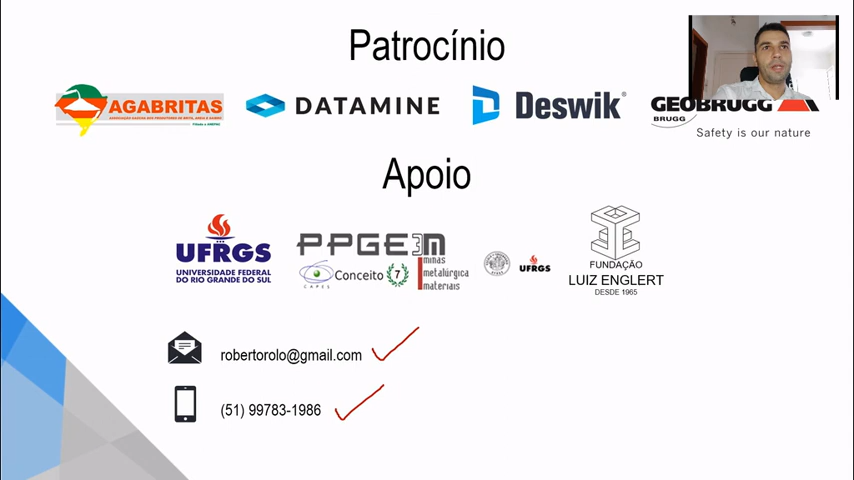 Patrocínio
AGABRITAS
DATAMINE
Deswik®
GEOBRUGG
BRUGG
Safety is our nature
Apoio
UFRGS
UNIVERSIDADE FEDERAL
DO RIO GRANDE DO SUL
PPGE3M
CAPES
Conceito 7
minas
metalúrgica
materiais
UFRGS
FUNDAÇÃO
LUIZ ENGLERT
DESDE 1965
robertorolo@gmail.com
(51) 99783-1986